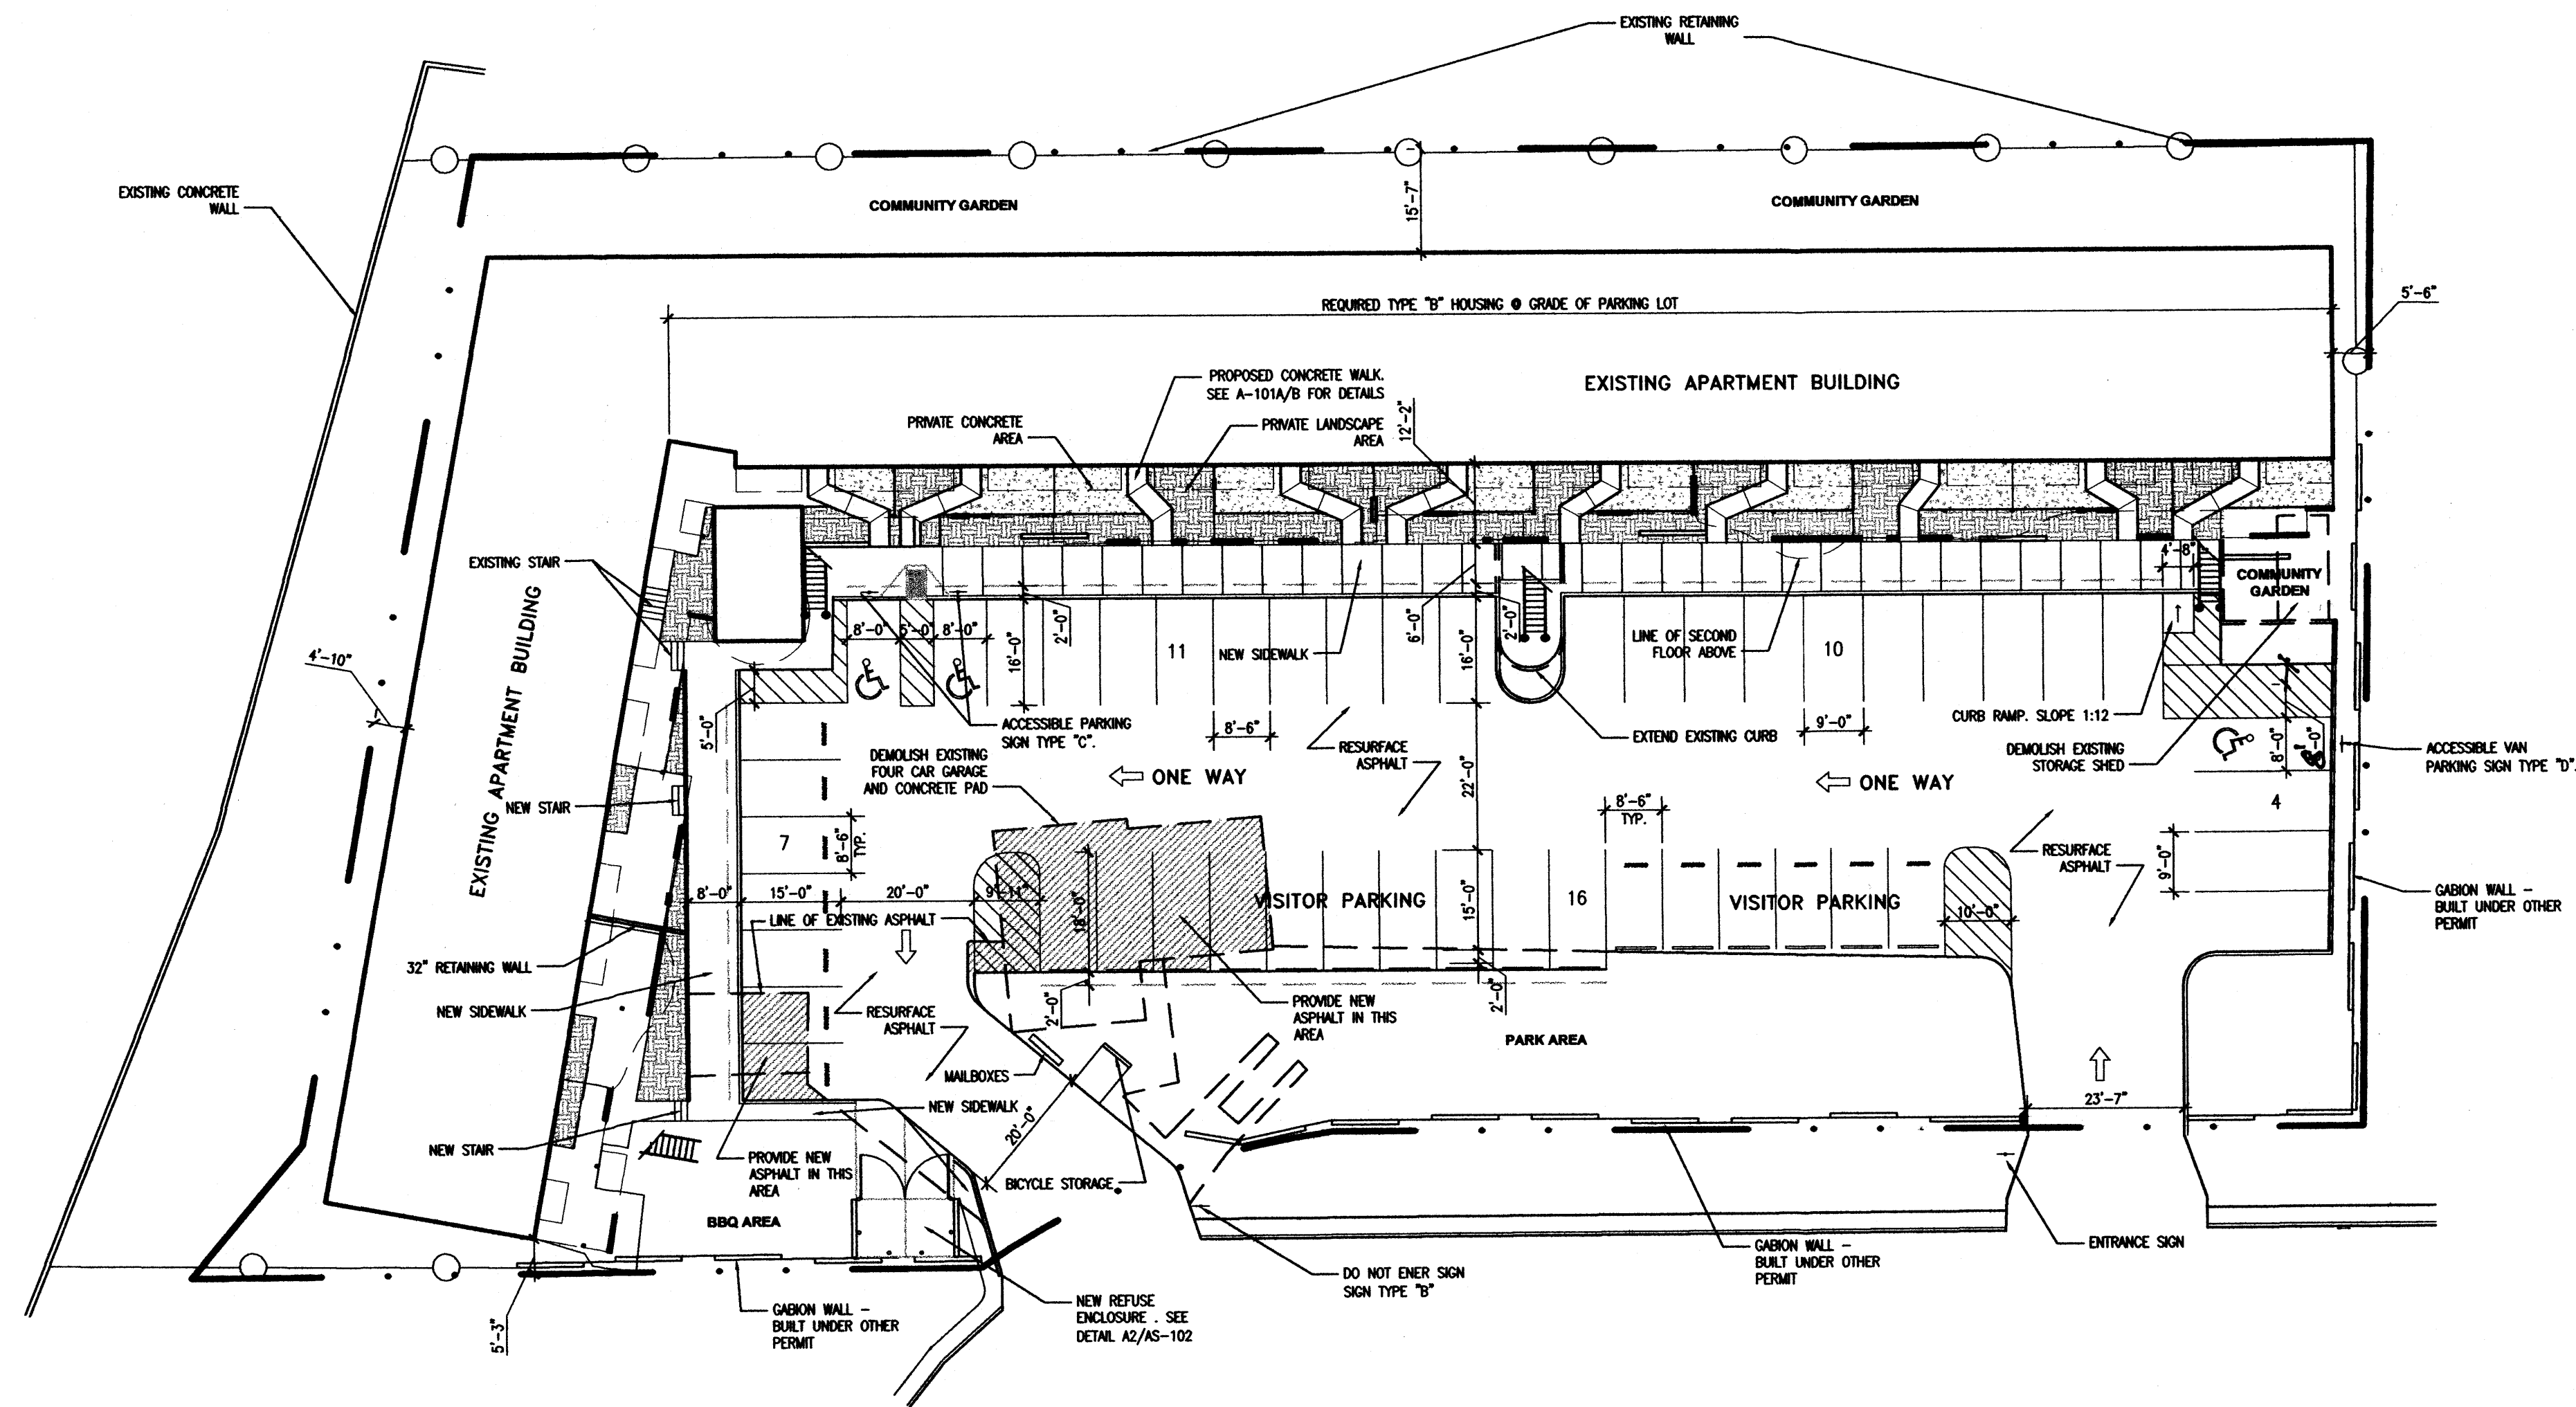 EXISTING RETAINING
WALL
EXISTING CONCRETE
WALL
COMMUNITY GARDEN
COMMUNITY GARDEN
15'-7"
REQUIRED TYPE "B" HOUSING @ GRADE OF PARKING LOT
5'-6"
PROPOSED CONCRETE WALK.
SEE A-101A/B FOR DETAILS
EXISTING APARTMENT BUILDING
PRIVATE CONCRETE
AREA
PRIVATE LANDSCAPE
AREA
12'-2"
EXISTING STAIR
4'-8"
COMMUNITY
GARDEN
8'-0"
5'-0"
8'-0"
16'-0"
2'-0"
11
NEW SIDEWALK
6'-0"
16'-0"
2'-0"
LINE OF SECOND
FLOOR ABOVE
10
4'-10"
EXISTING APARTMENT BUILDING
5'-0"
ACCESSIBLE PARKING
SIGN TYPE "C".
8'-6"
RESURFACE
ASPHALT
EXTEND EXISTING CURB
9'-0"
CURB RAMP. SLOPE 1:12
DEMOLISH EXISTING
STORAGE SHED
8'-0"
ACCESSIBLE VAN
PARKING SIGN TYPE "D".
DEMOLISH EXISTING
FOUR CAR GARAGE
AND CONCRETE PAD
ONE WAY
22'-0"
ONE WAY
NEW STAIR
7
8'-6"
TYP.
8'-6"
TYP.
4
RESURFACE
ASPHALT
9'-0"
8'-0"
15'-0"
20'-0"
9'-11"
18'-0"
VISITOR PARKING
15'-0"
16
VISITOR PARKING
10'-0"
GABION WALL -
BUILT UNDER OTHER
PERMIT
LINE OF EXISTING ASPHALT
32" RETAINING WALL
NEW SIDEWALK
RESURFACE
ASPHALT
2'-0"
PROVIDE NEW
ASPHALT IN THIS
AREA
2'-0"
PARK AREA
MAILBOXES
NEW SIDEWALK
20'-0"
23'-7"
NEW STAIR
PROVIDE NEW
ASPHALT IN THIS
AREA
BICYCLE STORAGE
BBQ AREA
5'-3"
GABION WALL -
BUILT UNDER OTHER
PERMIT
NEW REFUSE
ENCLOSURE . SEE
DETAIL A2/AS-102
DO NOT ENER SIGN
SIGN TYPE "B"
GABION WALL -
BUILT UNDER OTHER
PERMIT
ENTRANCE SIGN